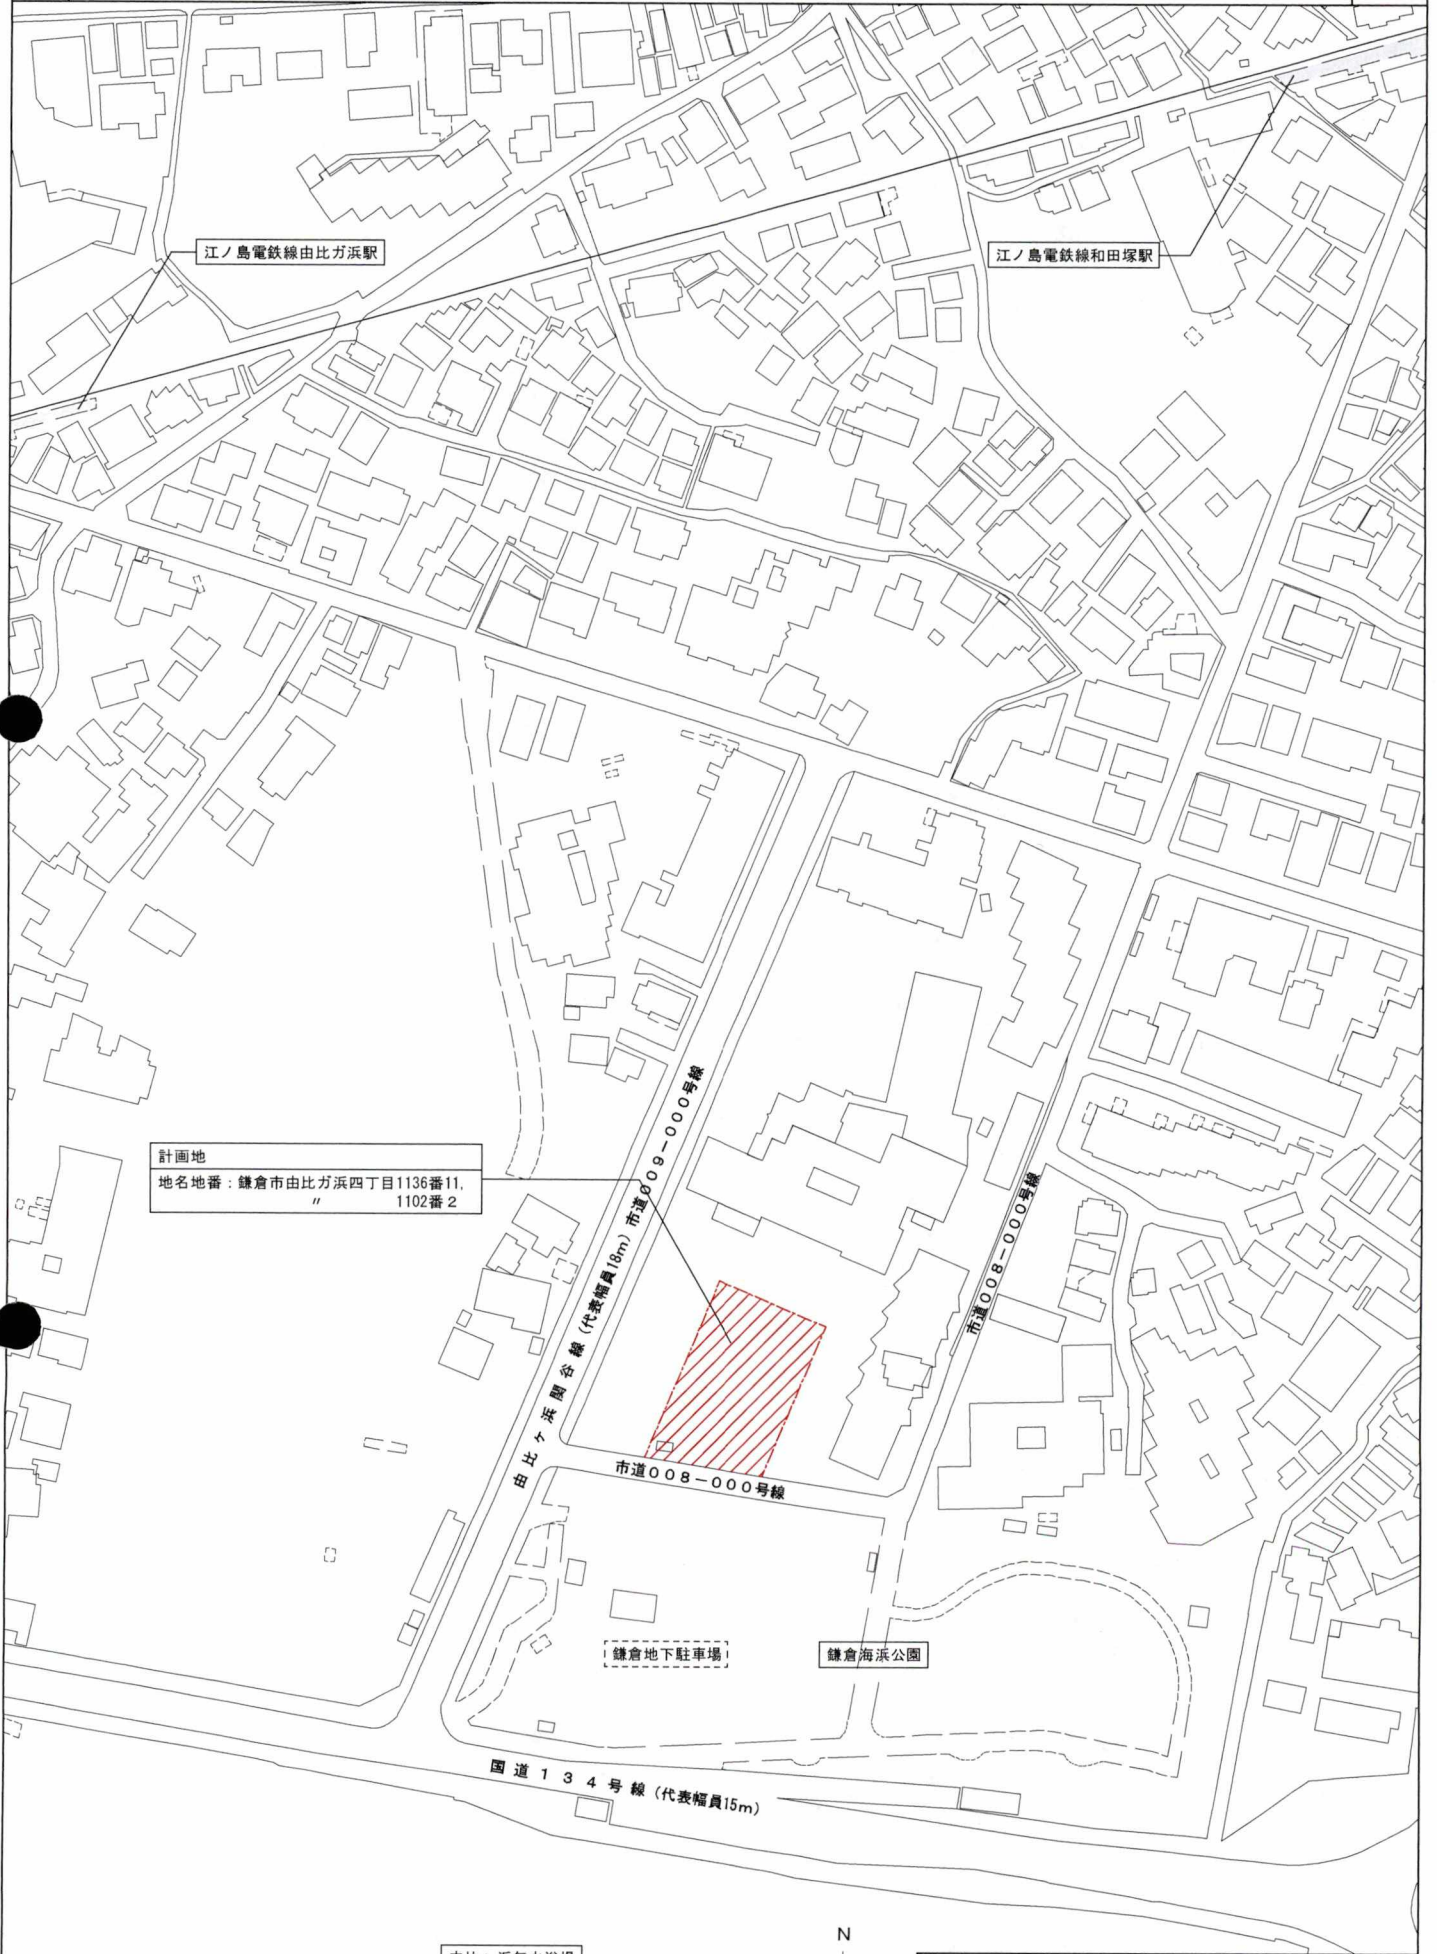 江ノ島電鉄線由比ガ浜駅
江ノ島電鉄線和田塚駅
計画地
地名地番：鎌倉市由比ガ浜四丁目1136番11,
〃 1102番2
由比ヶ浜関谷線（代表幅員18m）市道009-000号線
市道008-000号線
市道008-000号線
鎌倉地下駐車場
鎌倉海浜公園
国道134号線（代表幅員15m）
N